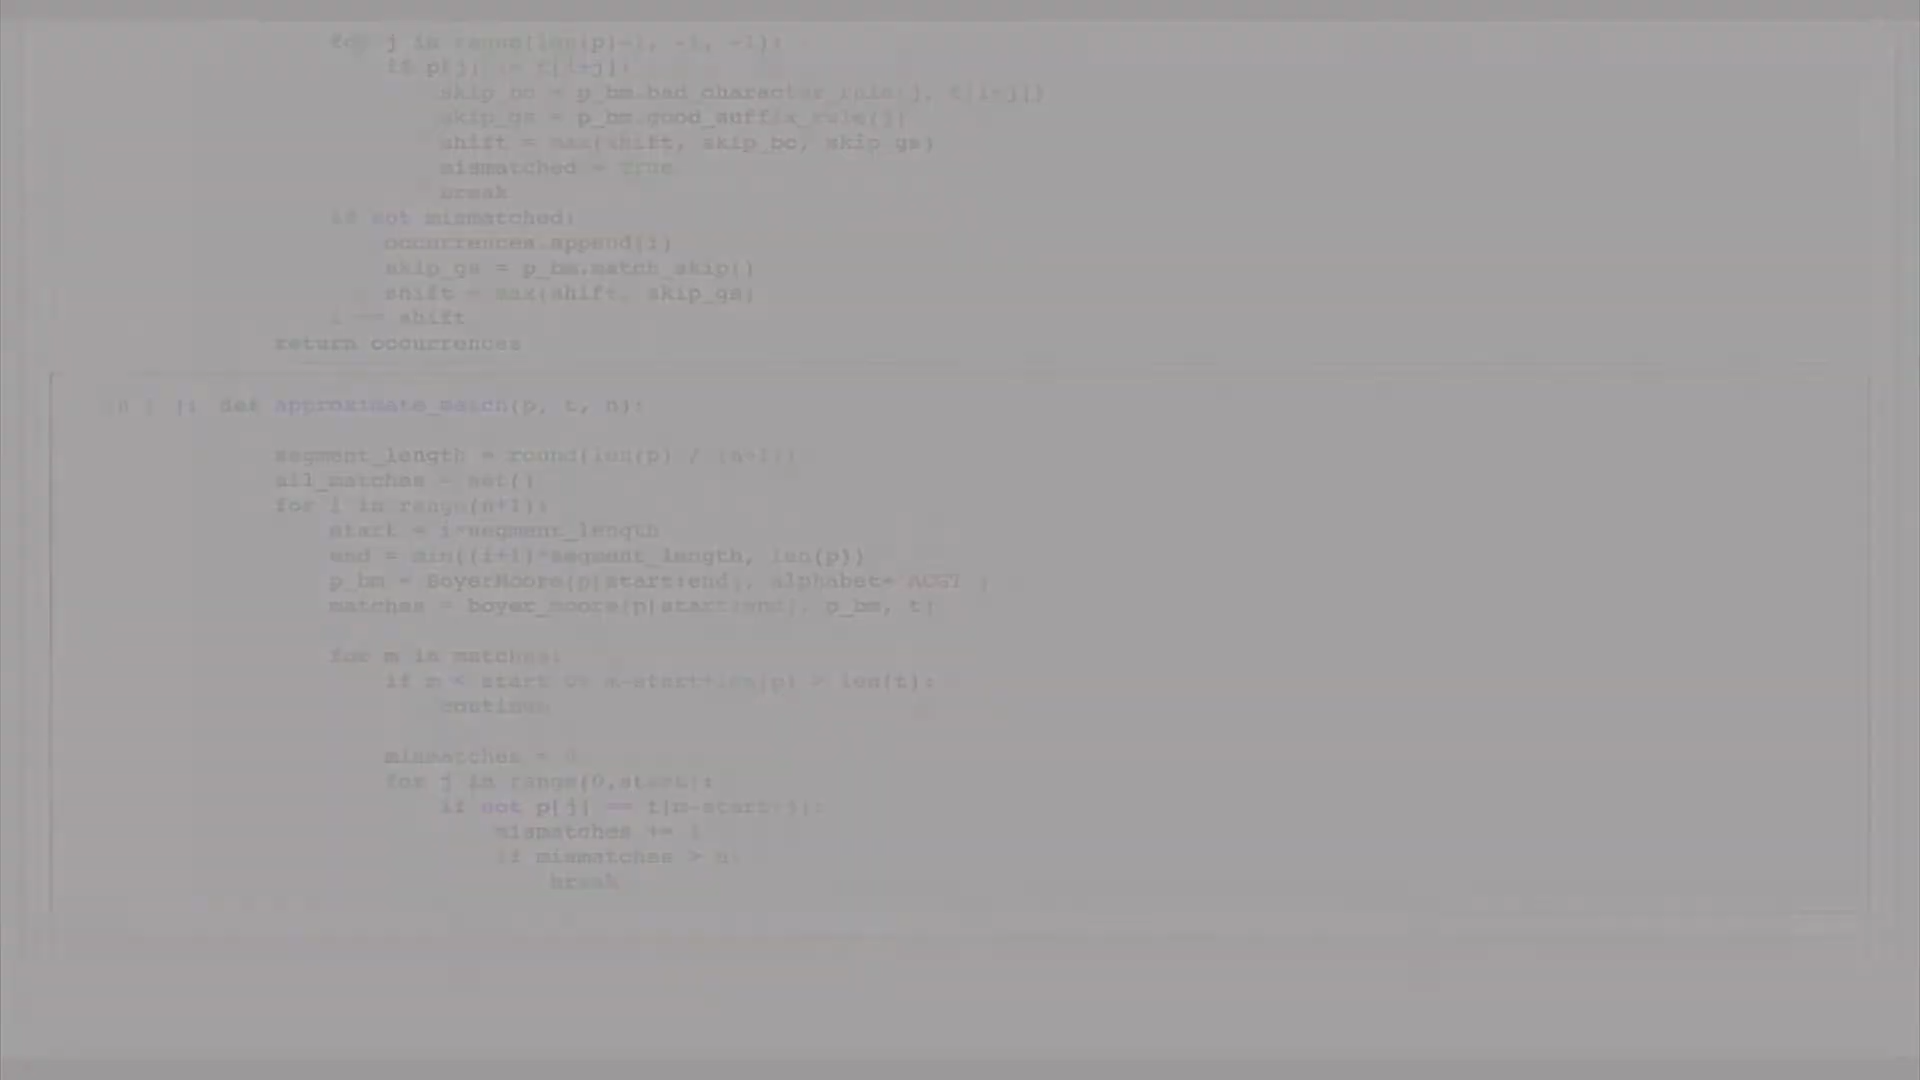 for j in range(len(p)-1, -1, -1):
if p[j] != t[i+j]:
skip_bc = p_bm.bad_character_rule(j, t[i+j])
skip_gs = p_bm.good_suffix_rule(j)
shift = max(shift, skip_bc, skip_gs)
mismatched = True
break
if not mismatched:
occurrences.append(i)
skip_gs = p_bm.match_skip()
shift = max(shift, skip_gs)
i += shift
return occurrences
def approximate_match(p, t, n):
segment_length = round(len(p) / (n+1))
all_matches = set()
for i in range(n+1):
start = i*segment_length
end = min((i+1)*segment_length, len(p))
p_bm = BoyerMoore(p[start:end], alphabet='ACGT')
matches = boyer_moore(p[start:end], p_bm, t)
for m in matches:
if m < start or m-start+len(p) > len(t):
continue
mismatches = 0
for j in range(0,start):
if not p[j] == t[m-start+j]:
mismatches += 1
if mismatches > n:
break